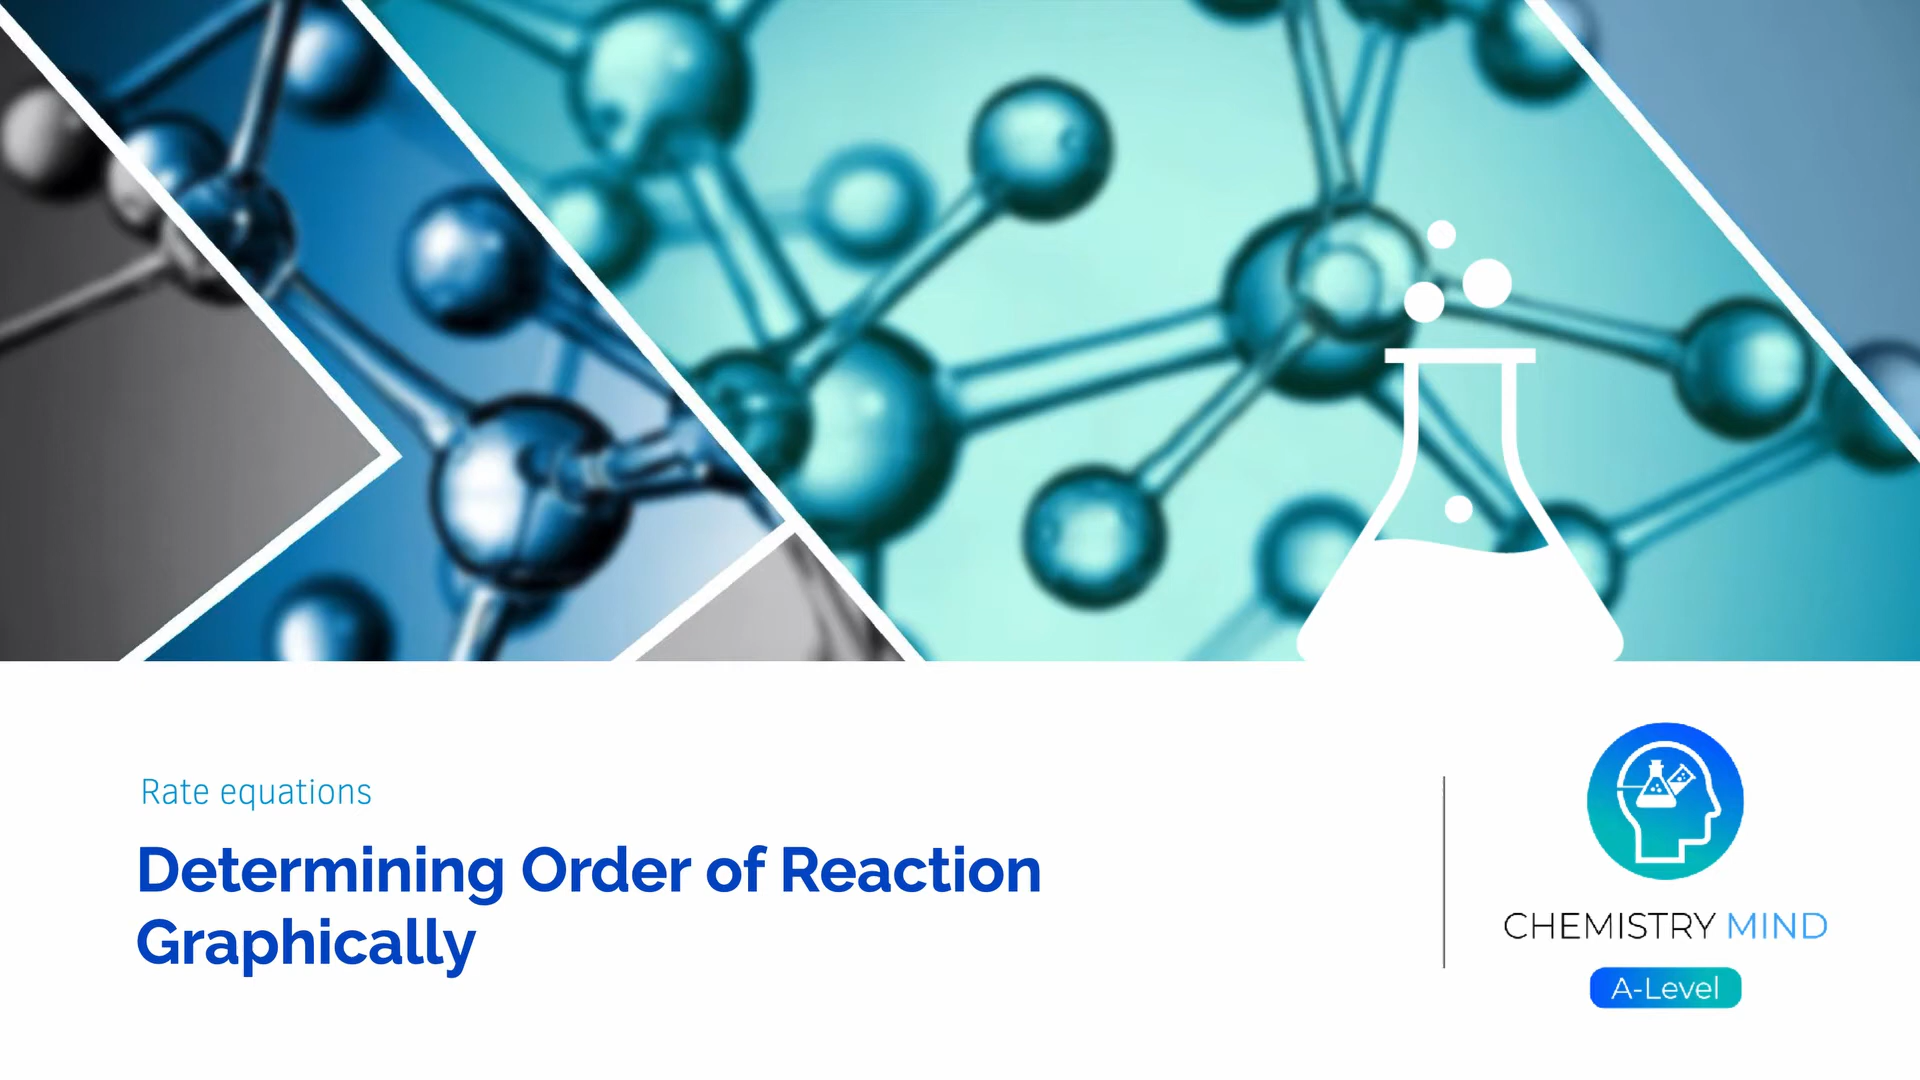 Rate equations
Determining Order of Reaction
Graphically
CHEMISTRY MIND
A-Level